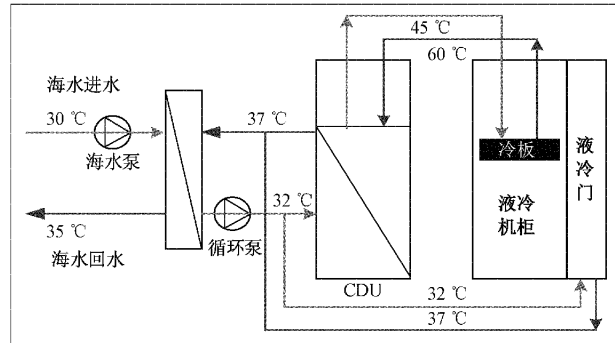 45 ℃
60 ℃
海水进水
30 ℃
海水泵
37 ℃
冷板
液冷门
液冷机柜
32 ℃
35 ℃
海水回水
循环泵
CDU
32 ℃
37 ℃